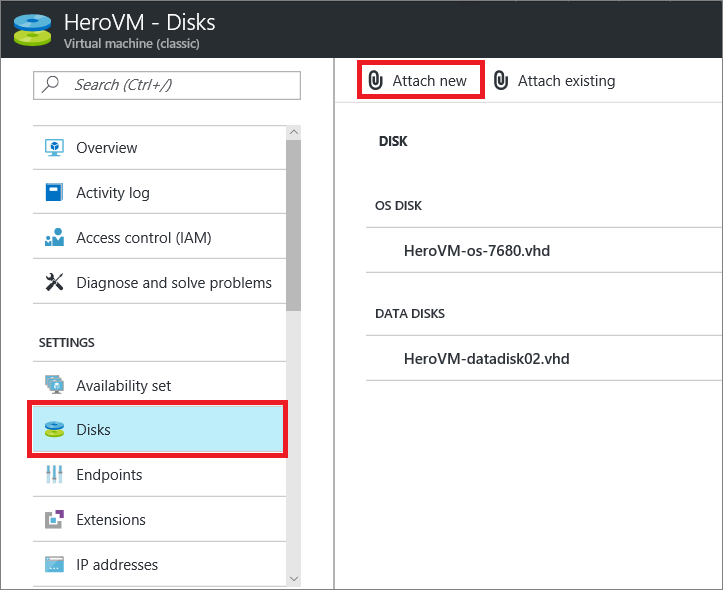 HeroVM - Disks
Virtual machine (classic)
Search (Ctrl+/)
Overview
Activity log
Access control (IAM)
Diagnose and solve problems
SETTINGS
Availability set
Disks
Endpoints
Extensions
IP addresses
Attach new
Attach existing
DISK
OS DISK
HeroVM-os-7680.vhd
DATA DISKS
HeroVM-datadisk02.vhd